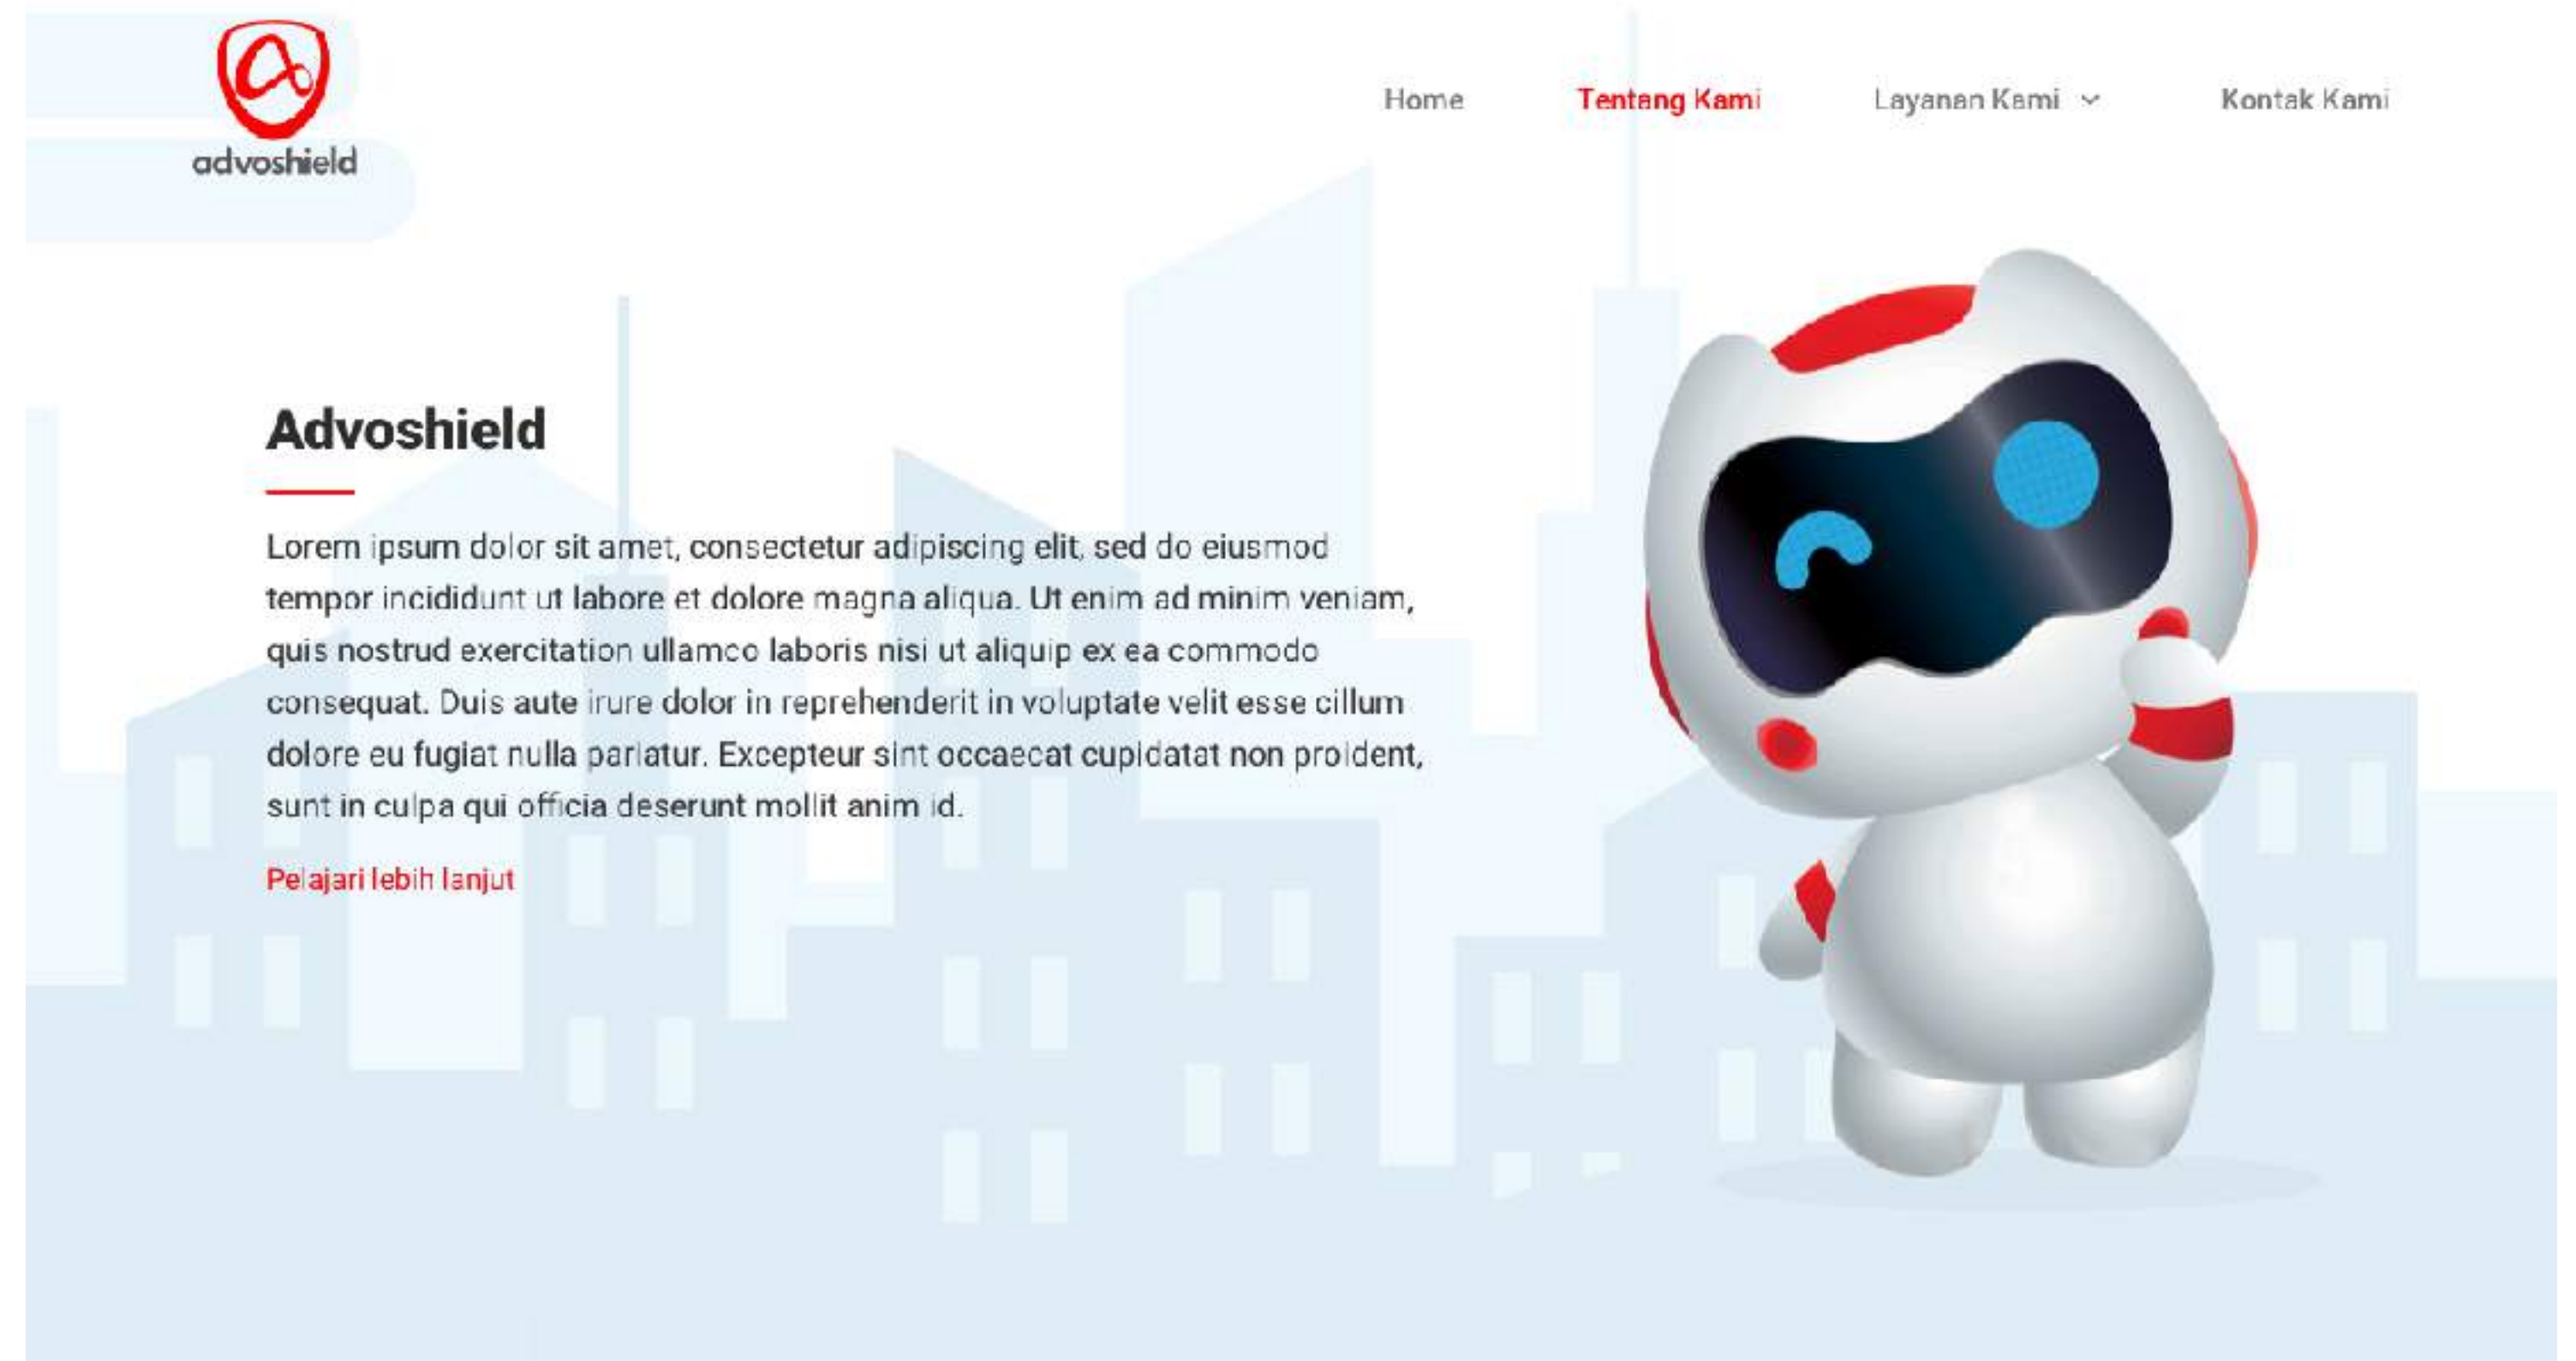 advoshield
Home
Tentang Kami
Layanan Kami
Kontak Kami
Advoshield
Lorem ipsum dolor sit amet, consectetur adipiscing elit, sed do eiusmod
tempor incididunt ut labore et dolore magna aliqua. Ut enim ad minim veniam,
quis nostrud exercitation ullamco laboris nisi ut aliquip ex ea commodo
consequat. Duis aute irure dolor in reprehenderit in voluptate velit esse cillum
dolore eu fugiat nulla pariatur. Excepteur sint occaecat cupidatat non proident,
sunt in culpa qui officia deserunt mollit anim id.
Pelajari lebih lanjut